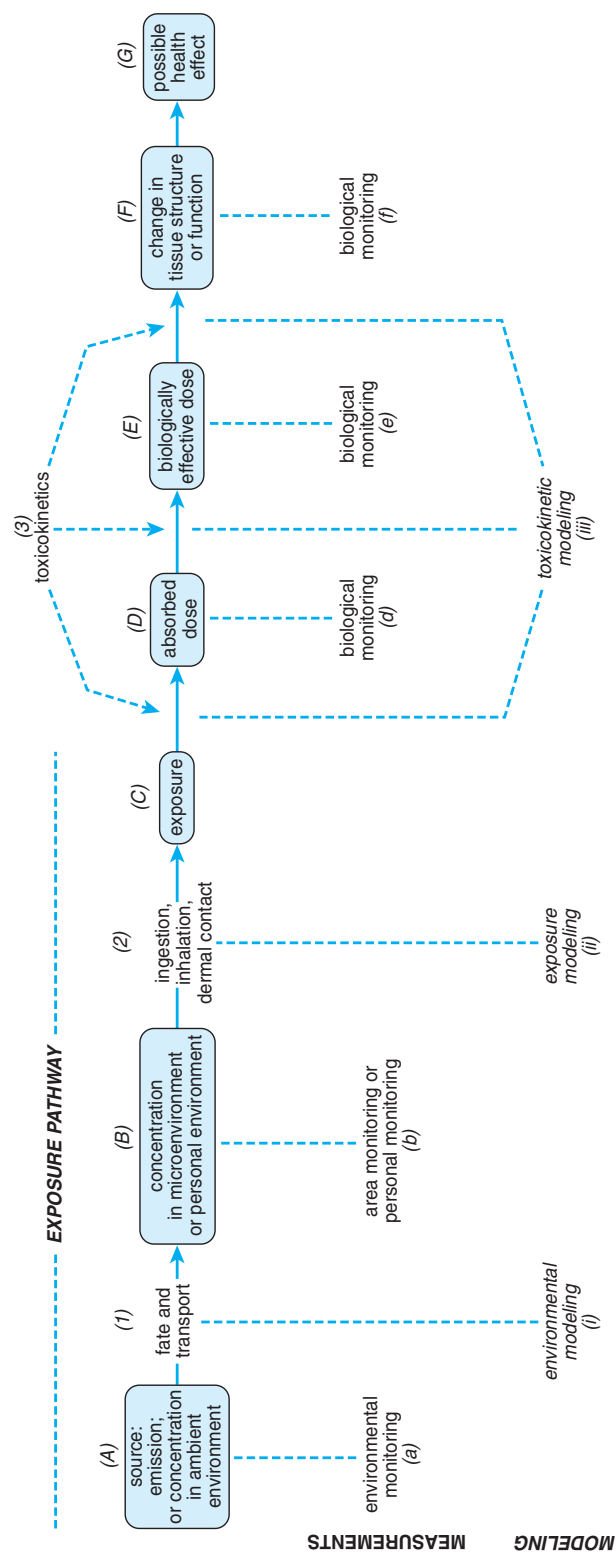 EXPOSURE PATHWAY
(A)
source:
emission;
or concentration
in ambient
environment
(1)
fate and
transport
(B)
concentration
in microenvironment
or personal environment
(2)
ingestion,
inhalation,
dermal contact
(C)
exposure
(3)
toxicokinetics
(D)
absorbed
dose
(E)
biologically
effective dose
(F)
change in
tissue structure
or function
(G)
possible
health
effect
MEASUREMENTS
environmental
monitoring
(a)
area monitoring or
personal monitoring
(b)
biological
monitoring
(d)
biological
monitoring
(e)
biological
monitoring
(f)
MODELING
environmental
modeling
(i)
exposure
modeling
(ii)
toxicokinetic
modeling
(iii)